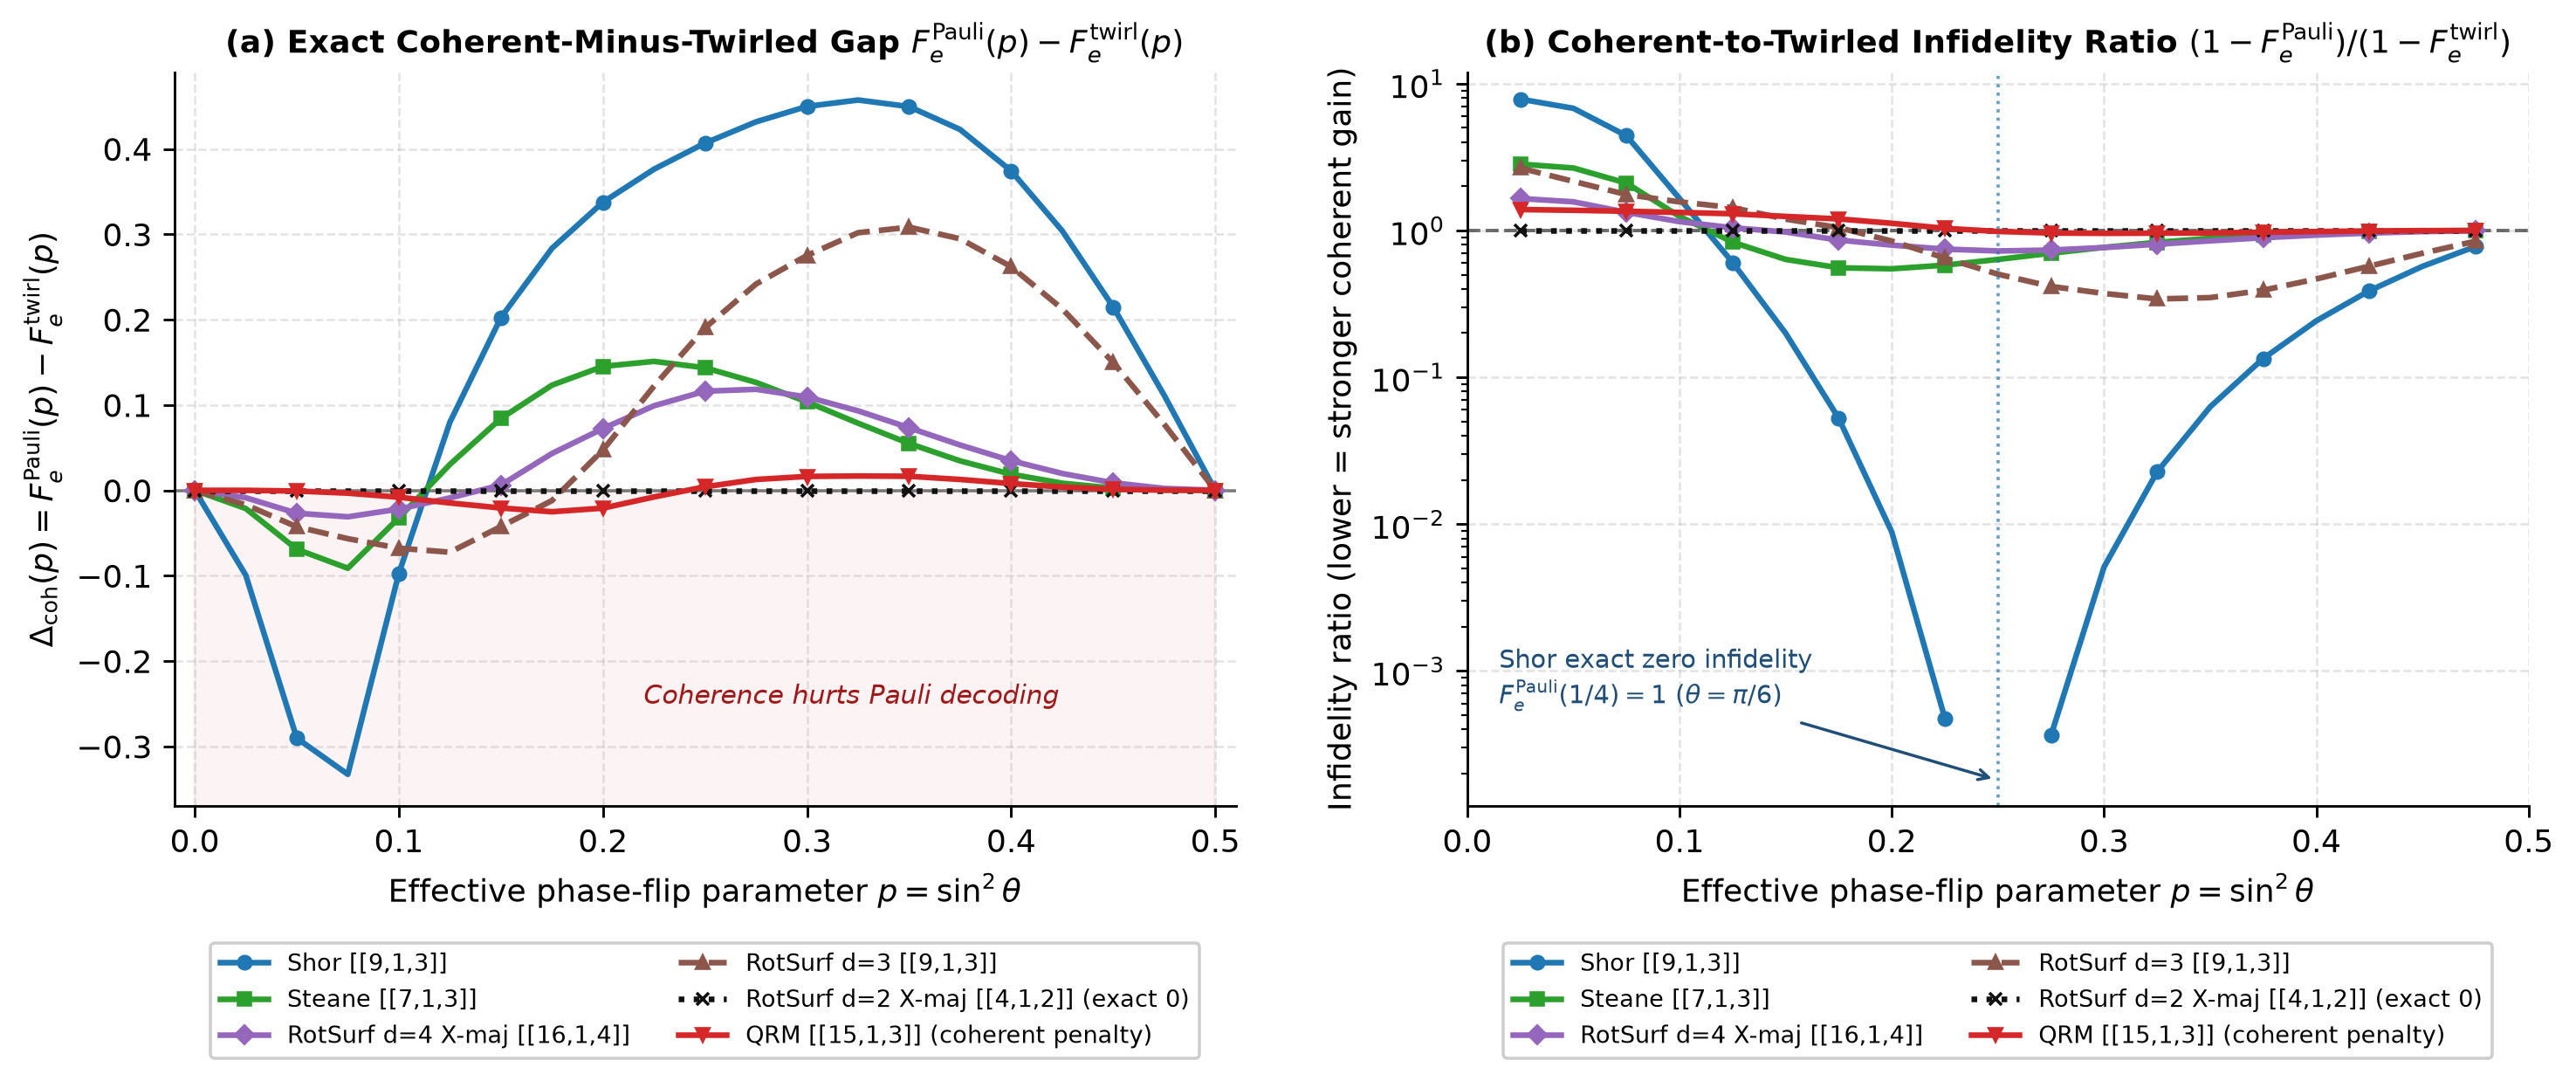 (a) Exact Coherent-Minus-Twirled Gap F_e^Pauli(p) − F_e^twirl(p)
Δ_coh(p) = F_e^Pauli(p) − F_e^twirl(p)
0.4
0.3
0.2
0.1
0.0
−0.1
−0.2
−0.3
Coherence hurts Pauli decoding
0.0 0.1 0.2 0.3 0.4 0.5
Effective phase-flip parameter p = sin² θ
Shor [[9,1,3]]
Steane [[7,1,3]]
RotSurf d=4 X-maj [[16,1,4]]
RotSurf d=3 [[9,1,3]]
RotSurf d=2 X-maj [[4,1,2]] (exact 0)
QRM [[15,1,3]] (coherent penalty)
(b) Coherent-to-Twirled Infidelity Ratio (1 − F_e^Pauli)/(1 − F_e^twirl)
Infidelity ratio (lower = stronger coherent gain)
10¹
10⁰
10⁻¹
10⁻²
10⁻³
Shor exact zero infidelity
F_e^Pauli(1/4) = 1 (θ = π/6)
0.0 0.1 0.2 0.3 0.4 0.5
Effective phase-flip parameter p = sin² θ
Shor [[9,1,3]]
Steane [[7,1,3]]
RotSurf d=4 X-maj [[16,1,4]]
RotSurf d=3 [[9,1,3]]
RotSurf d=2 X-maj [[4,1,2]] (exact 0)
QRM [[15,1,3]] (coherent penalty)